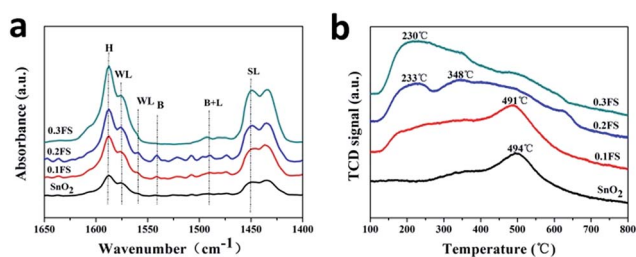 a
Absorbance (a.u.)
H
WL
WL
B
B+L
SL
0.3FS
0.2FS
0.1FS
SnO2
1650
1600
1550
1500
1450
1400
Wavenumber (cm-1)
b
TCD signal (a.u.)
230℃
233℃
348℃
491℃
494℃
0.3FS
0.2FS
0.1FS
SnO2
100
200
300
400
500
600
700
800
Temperature (℃)